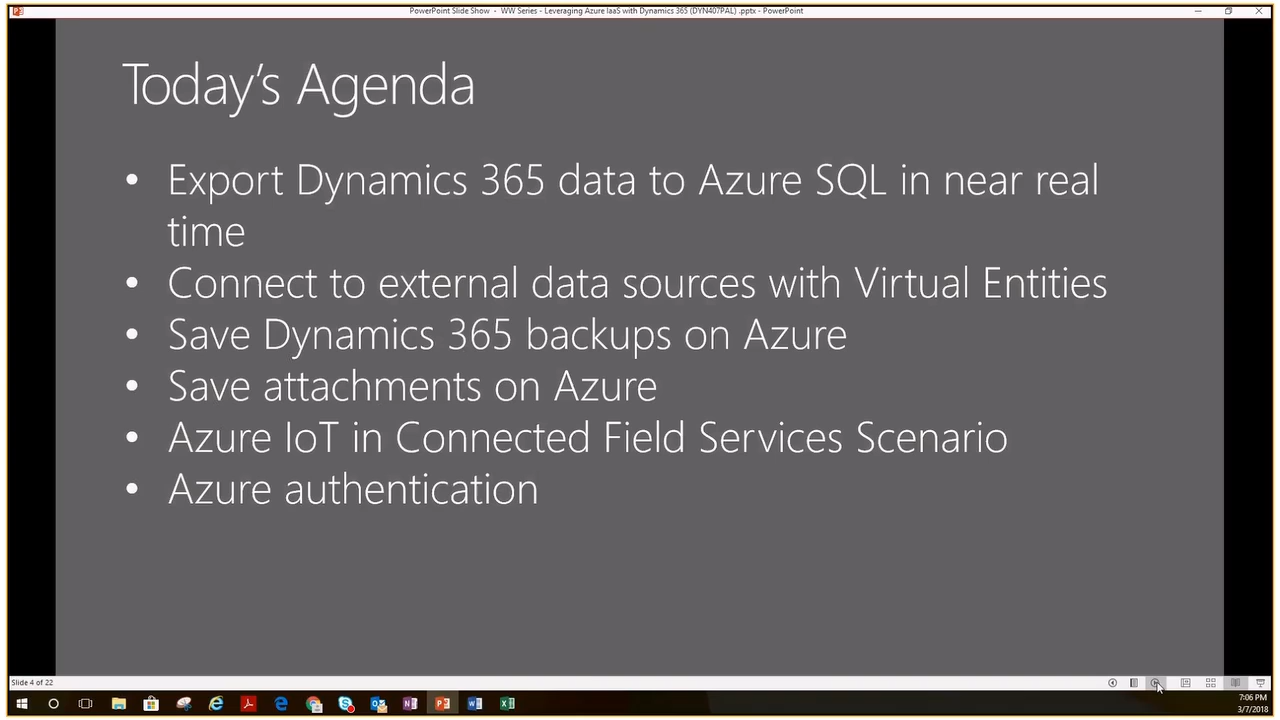 PowerPoint Slide Show - WW Series - Leveraging Azure IaaS with Dynamics 365 (DYN407PAL) .pptx - PowerPoint
Today's Agenda
• Export Dynamics 365 data to Azure SQL in near real
time
• Connect to external data sources with Virtual Entities
• Save Dynamics 365 backups on Azure
• Save attachments on Azure
• Azure IoT in Connected Field Services Scenario
• Azure authentication
Slide 4 of 22
7:06 PM
3/7/2018